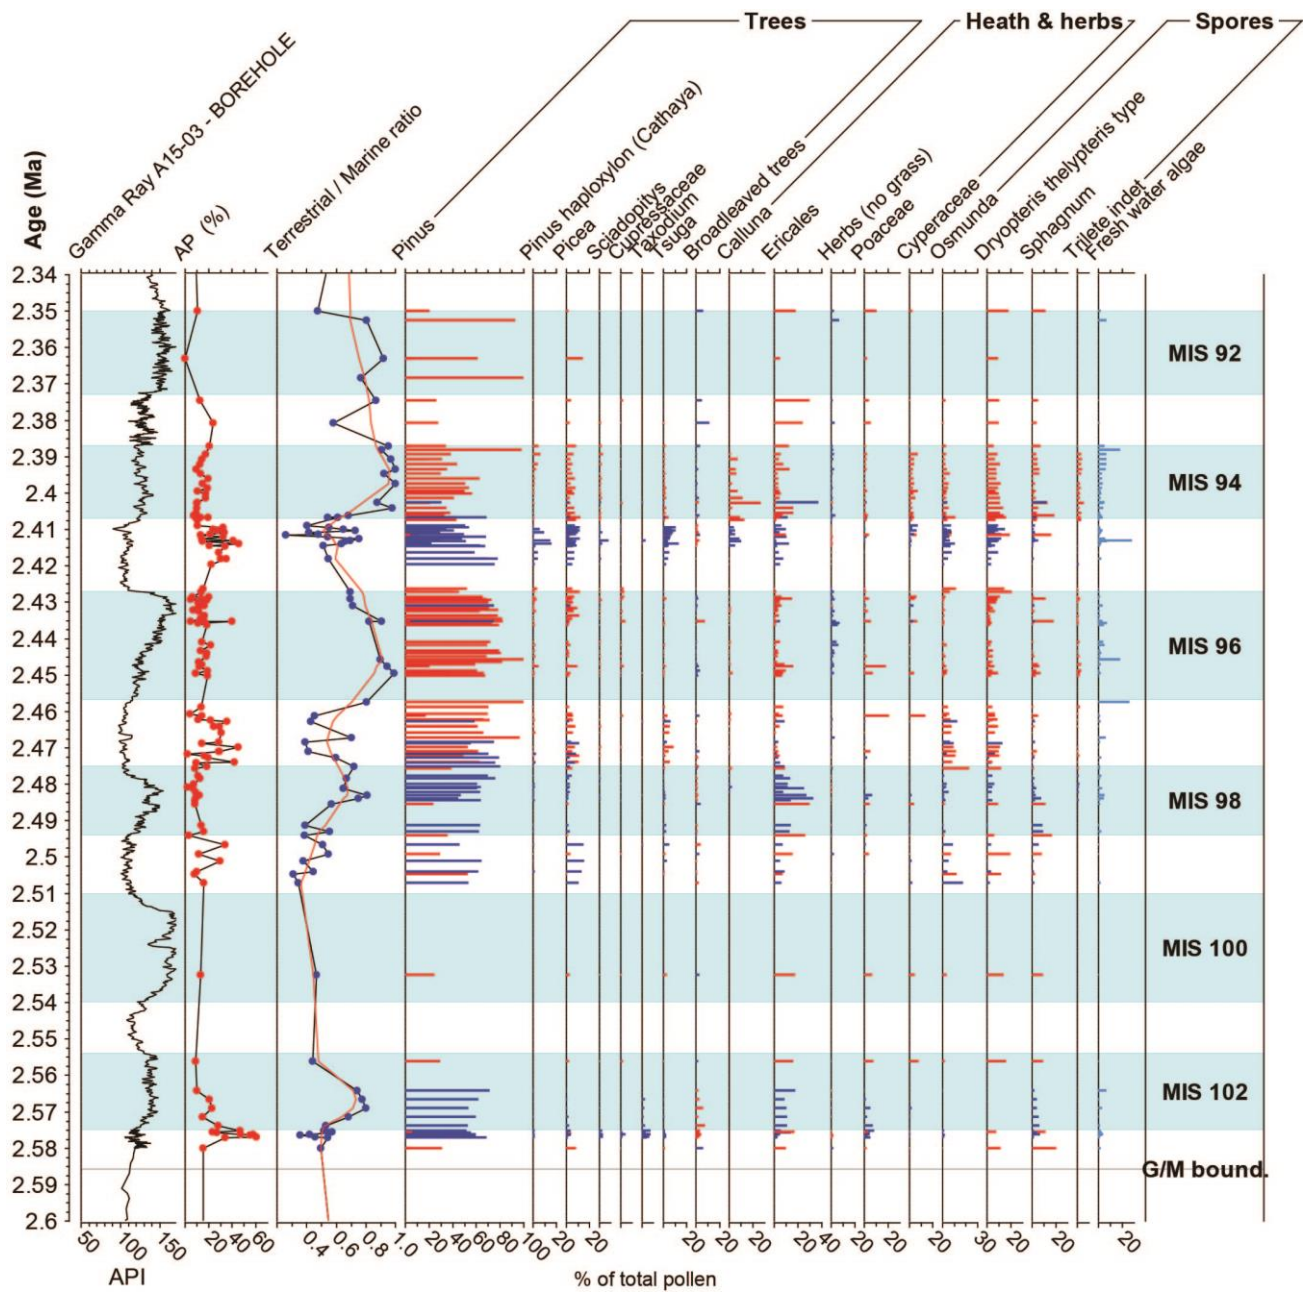 Trees
Heath & herbs
Spores
Age (Ma)
Gamma Ray A15-03 - BOREHOLE
AP (%)
Terrestrial / Marine ratio
Pinus
Pinus haploxylon (Cathaya)
Picea
Sciadopitys
Cupressaceae
Taxodium
Tsuga
Broadleaved trees
Calluna
Ericales
Herbs (no grass)
Poaceae
Cyperaceae
Osmunda
Dryopteris thelypteris type
Sphagnum
Trilete indet
Fresh water algae
2.34
2.35
2.36
2.37
2.38
2.39
2.4
2.41
2.42
2.43
2.44
2.45
2.46
2.47
2.48
2.49
2.5
2.51
2.52
2.53
2.54
2.55
2.56
2.57
2.58
2.59
2.6
MIS 92
MIS 94
MIS 96
MIS 98
MIS 100
MIS 102
G/M bound.
50 100 150 20 40 60 0.4 0.6 0.8 1.0 20 40 60 80 100 20 20 20 20 20 40 20 20 30 20 20 20
API
% of total pollen